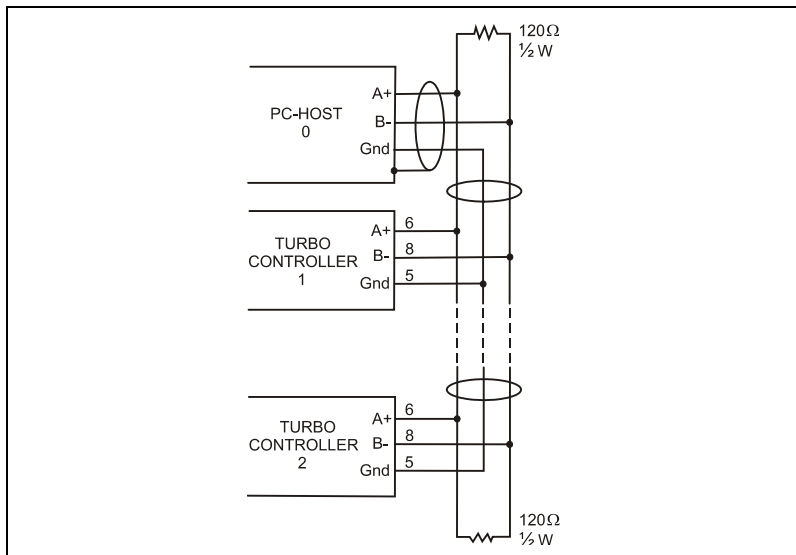 120Ω
½ W
PC-HOST
0
A+
B-
Gnd
TURBO
CONTROLLER
1
A+
B-
Gnd
6
8
5
TURBO
CONTROLLER
2
A+
B-
Gnd
6
8
5
120Ω
½ W